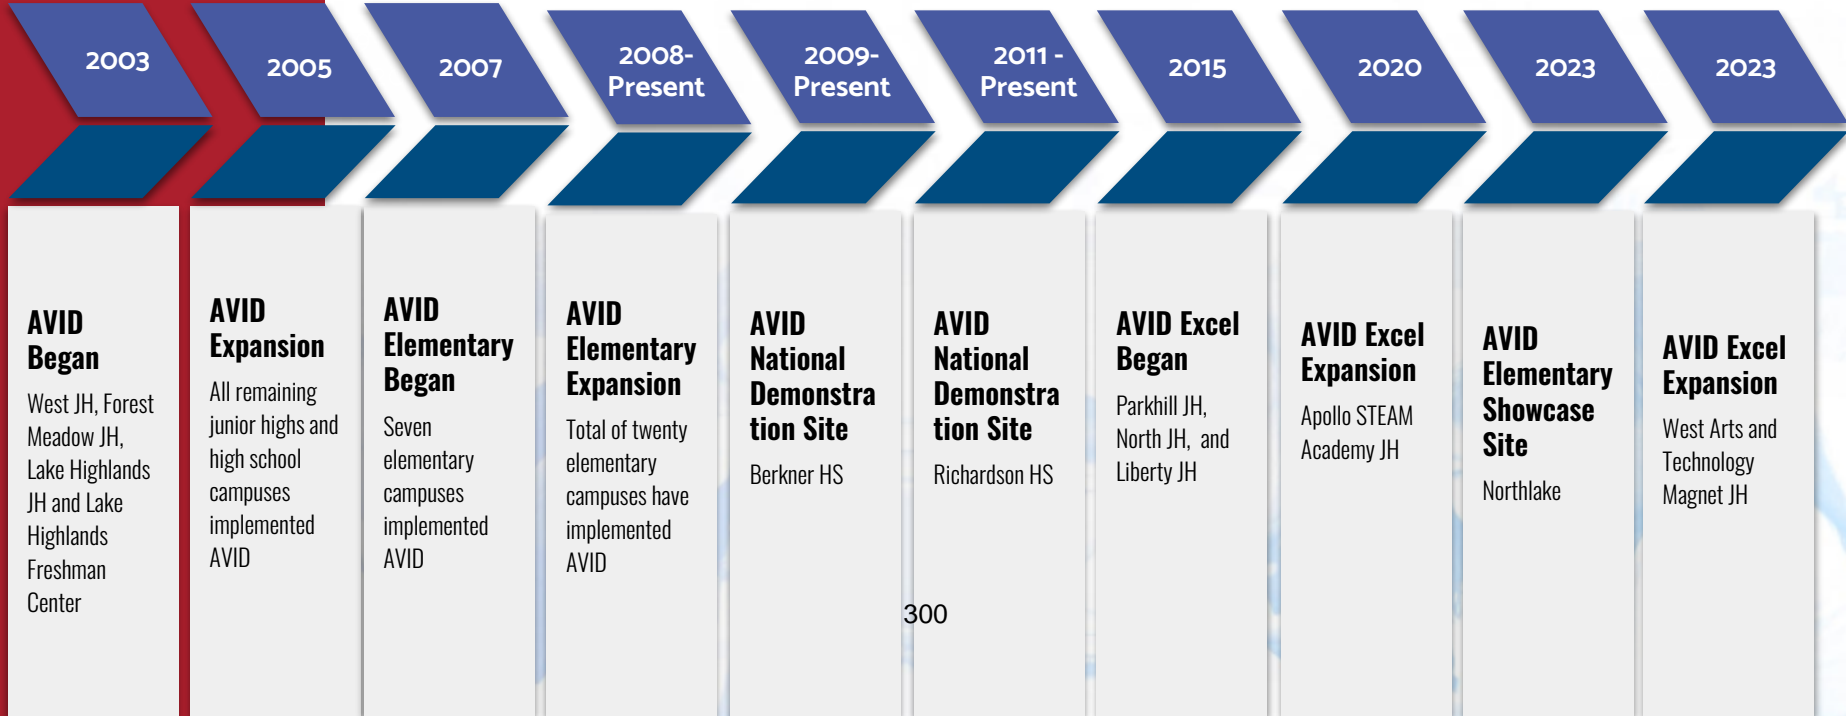 2003
AVID
Began
West JH, Forest
Meadow JH,
Lake Highlands
JH and Lake
Highlands
Freshman
Center
2005
AVID
Expansion
All remaining
junior highs and
high school
campuses
implemented
AVID
2007
AVID
Elementary
Began
Seven
elementary
campuses
implemented
AVID
2008-
Present
AVID
Elementary
Expansion
Total of twenty
elementary
campuses have
implemented
AVID
2009-
Present
AVID
National
Demonstra
tion Site
Berkner HS
2011 -
Present
AVID
National
Demonstra
tion Site
Richardson HS
2015
AVID Excel
Began
Parkhill JH,
North JH, and
Liberty JH
2020
AVID Excel
Expansion
Apollo STEAM
Academy JH
2023
AVID
Elementary
Showcase
Site
Northlake
2023
AVID Excel
Expansion
West Arts and
Technology
Magnet JH
300